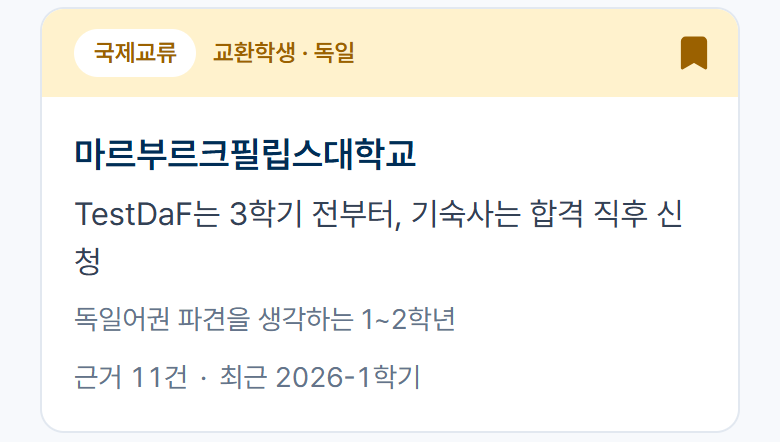 국제교류 교환학생 · 독일
마르부르크필립스대학교
TestDaF는 3학기 전부터, 기숙사는 합격 직후 신
청
독일어권 파견을 생각하는 1~2학년
근거 11건 · 최근 2026-1학기